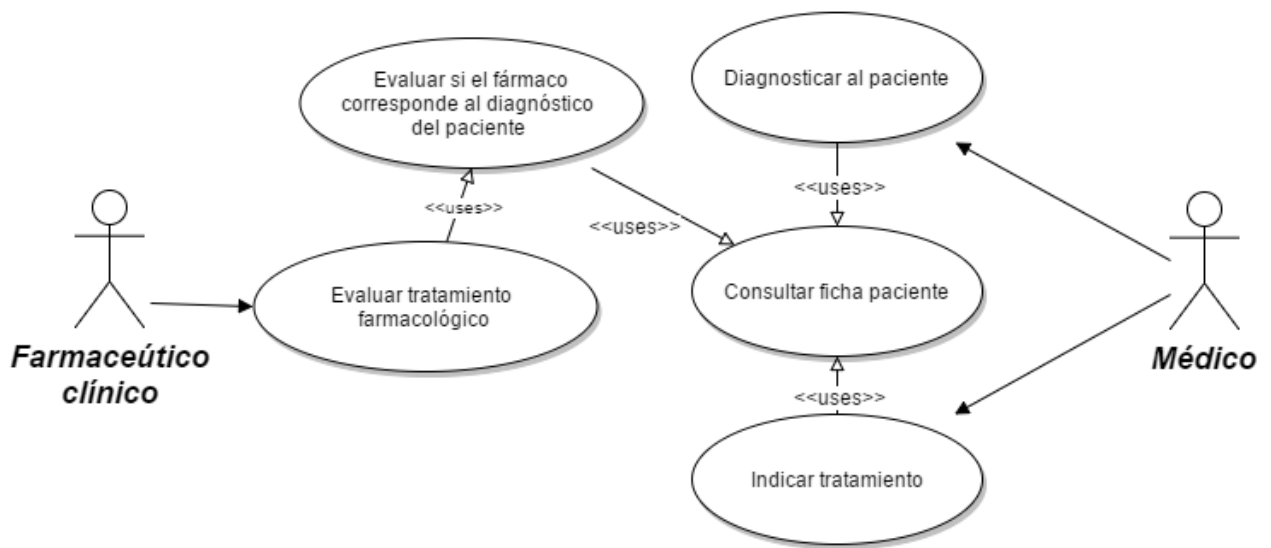 Evaluar si el fármaco
corresponde al diagnóstico
del paciente
Diagnosticar al paciente
<<uses>>
<<uses>>
<<uses>>
Evaluar tratamiento
farmacológico
Consultar ficha paciente
Farmaceútico
clínico
Médico
<<uses>>
Indicar tratamiento